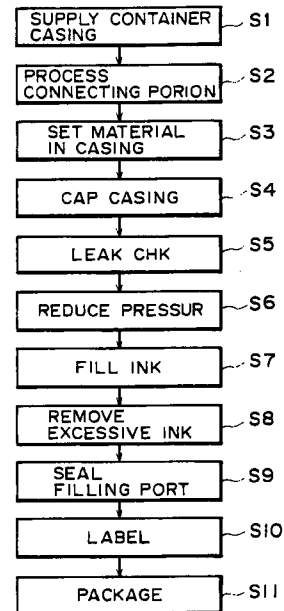 SUPPLY CONTAINER
CASING
S1
PROCESS
CONNECTING PORION
S2
SET MATERIAL
IN CASING
S3
CAP CASING
S4
LEAK CHK
S5
REDUCE PRESSUR
S6
FILL INK
S7
REMOVE
EXCESSIVE INK
S8
SEAL
FILLING PORT
S9
LABEL
S10
PACKAGE
S11